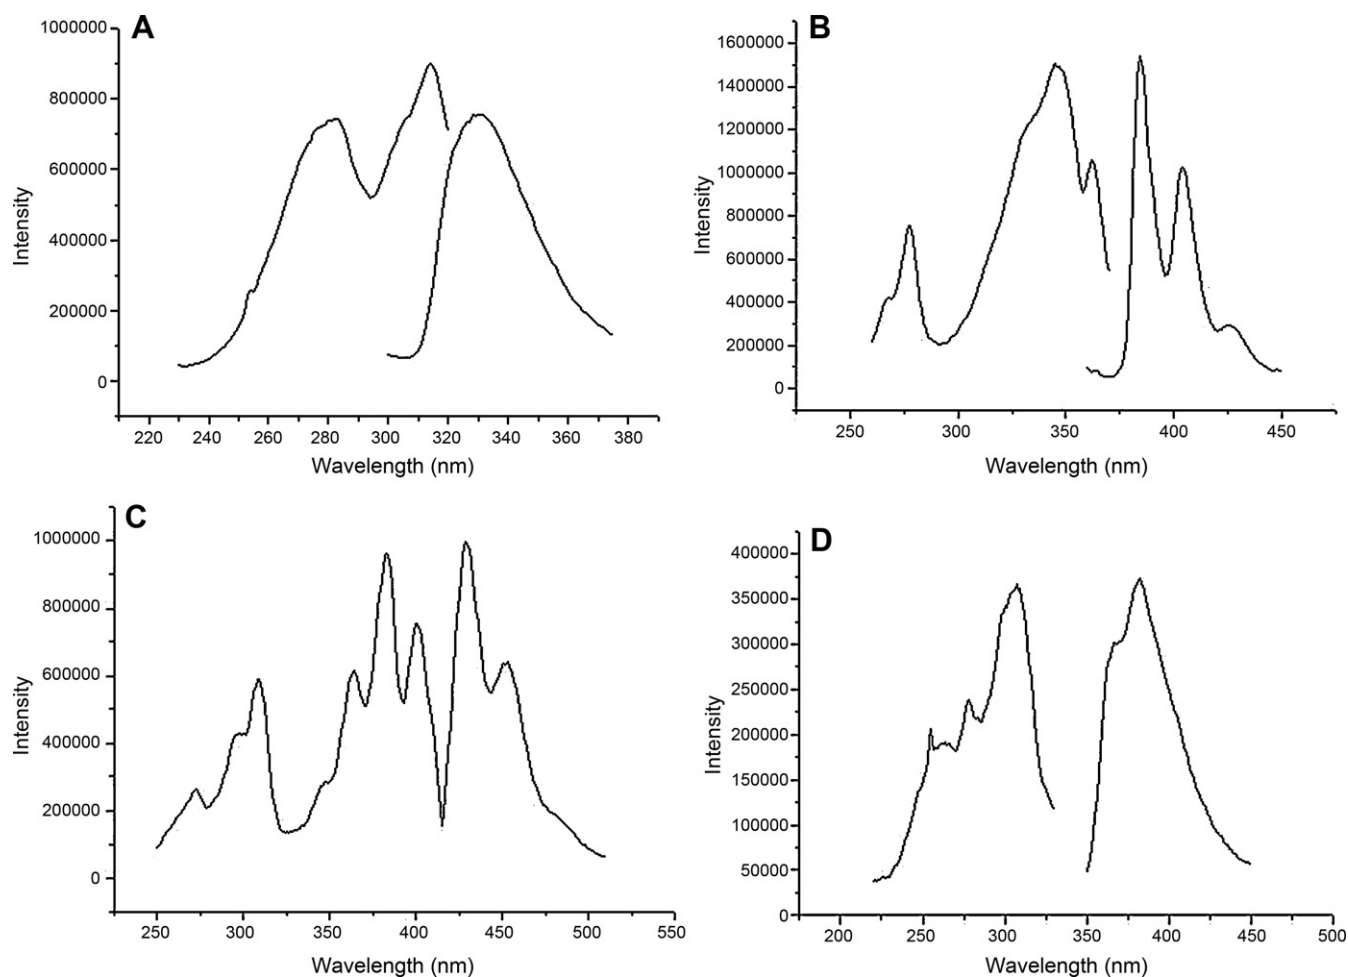 A
1000000
800000
600000
400000
200000
0
Intensity
220 240 260 280 300 320 340 360 380
Wavelength (nm)
B
1600000
1400000
1200000
1000000
800000
600000
400000
200000
0
Intensity
250 300 350 400 450
Wavelength (nm)
C
1000000
800000
600000
400000
200000
0
Intensity
250 300 350 400 450 500 550
Wavelength (nm)
D
400000
350000
300000
250000
200000
150000
100000
50000
0
Intensity
200 250 300 350 400 450 500
Wavelength (nm)